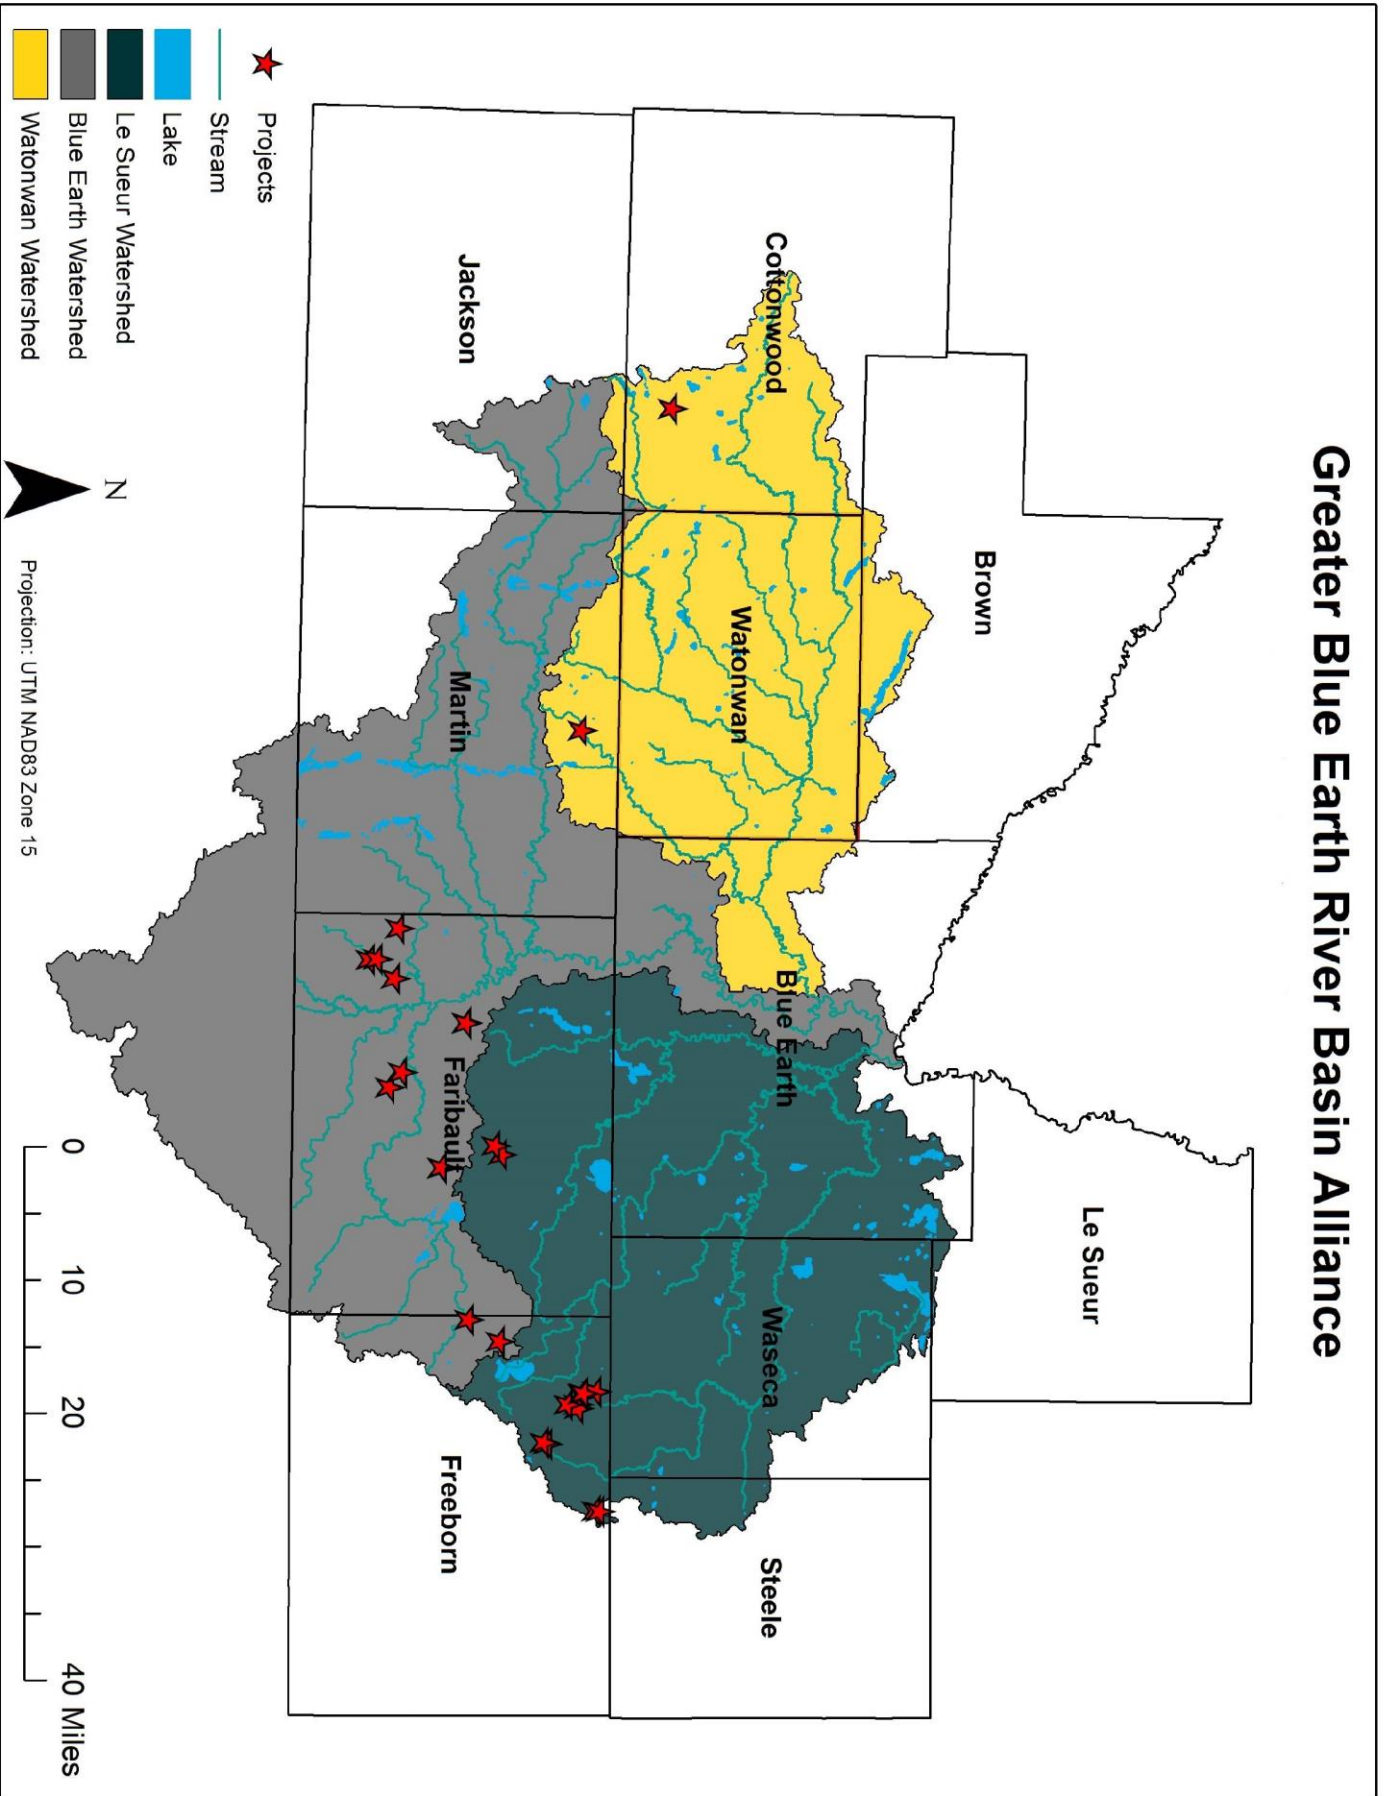 Greater Blue Earth River Basin Alliance
Brown
Le Sueur
Cottonwood
Watonwan
Blue Earth
Waseca
Steele
Jackson
Martin
Faribault
Freeborn
Projects
Stream
Lake
Le Sueur Watershed
Blue Earth Watershed
Watonwan Watershed
N
Projection: UTM NAD83 Zone 15
0 10 20 40 Miles